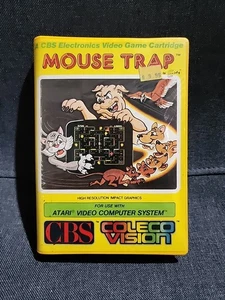 CBS Electronics Video Game Cartridge
MOUSE TRAP
HIGH RESOLUTION IMPACT GRAPHICS
FOR USE WITH
ATARI® VIDEO COMPUTER SYSTEM™
CBS COLECO
VISION